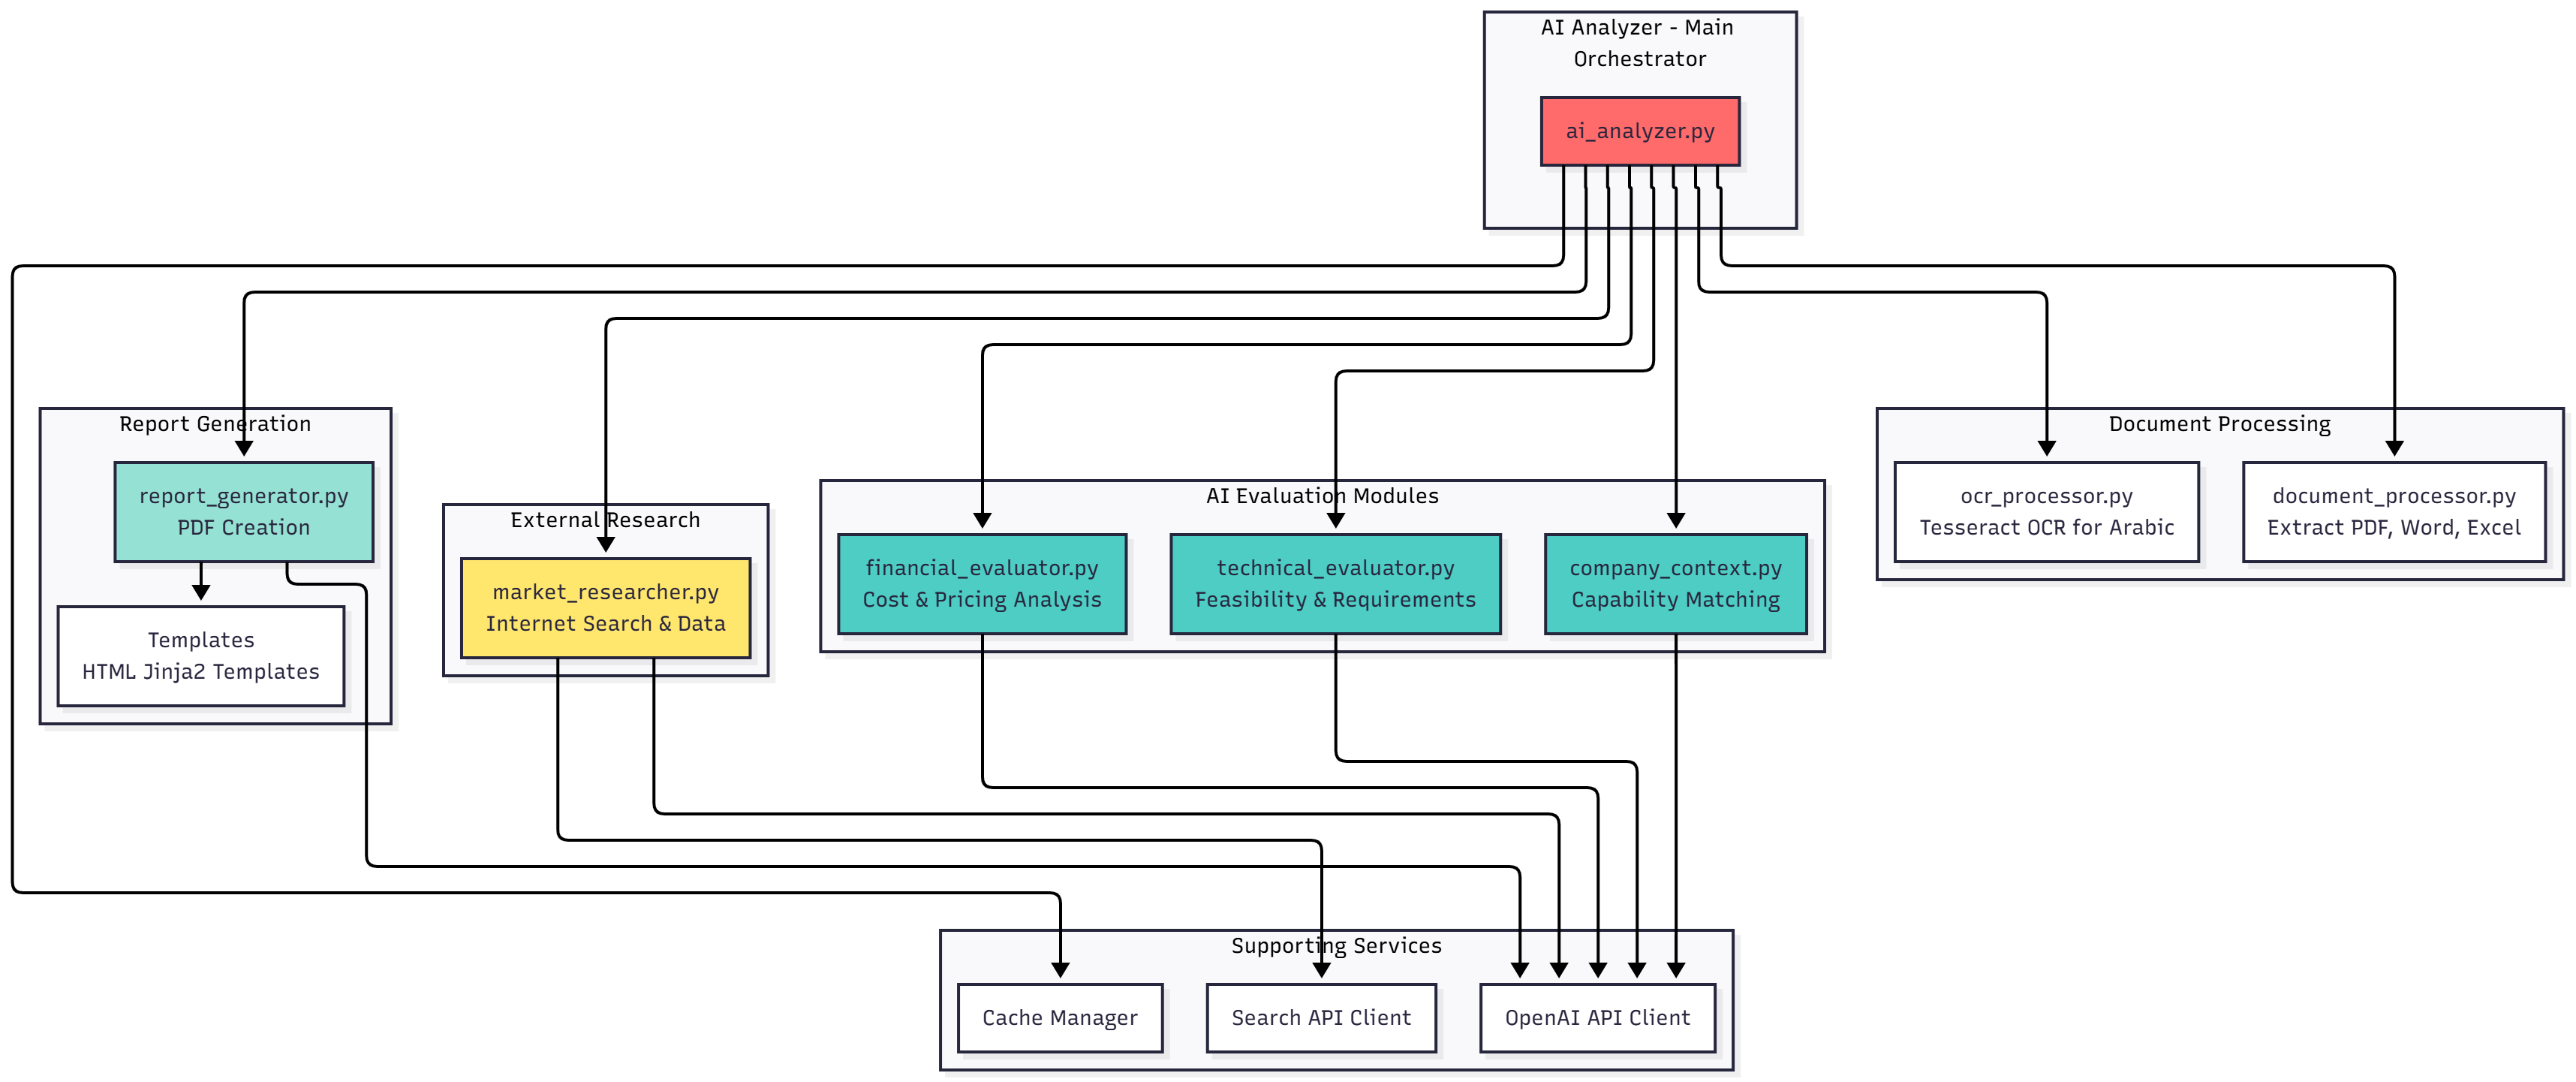 AI Analyzer - Main
Orchestrator
ai_analyzer.py
Report Generation
report_generator.py
PDF Creation
Templates
HTML Jinja2 Templates
External Research
market_researcher.py
Internet Search & Data
AI Evaluation Modules
financial_evaluator.py
Cost & Pricing Analysis
technical_evaluator.py
Feasibility & Requirements
company_context.py
Capability Matching
Document Processing
ocr_processor.py
Tesseract OCR for Arabic
document_processor.py
Extract PDF, Word, Excel
Supporting Services
Cache Manager
Search API Client
OpenAI API Client